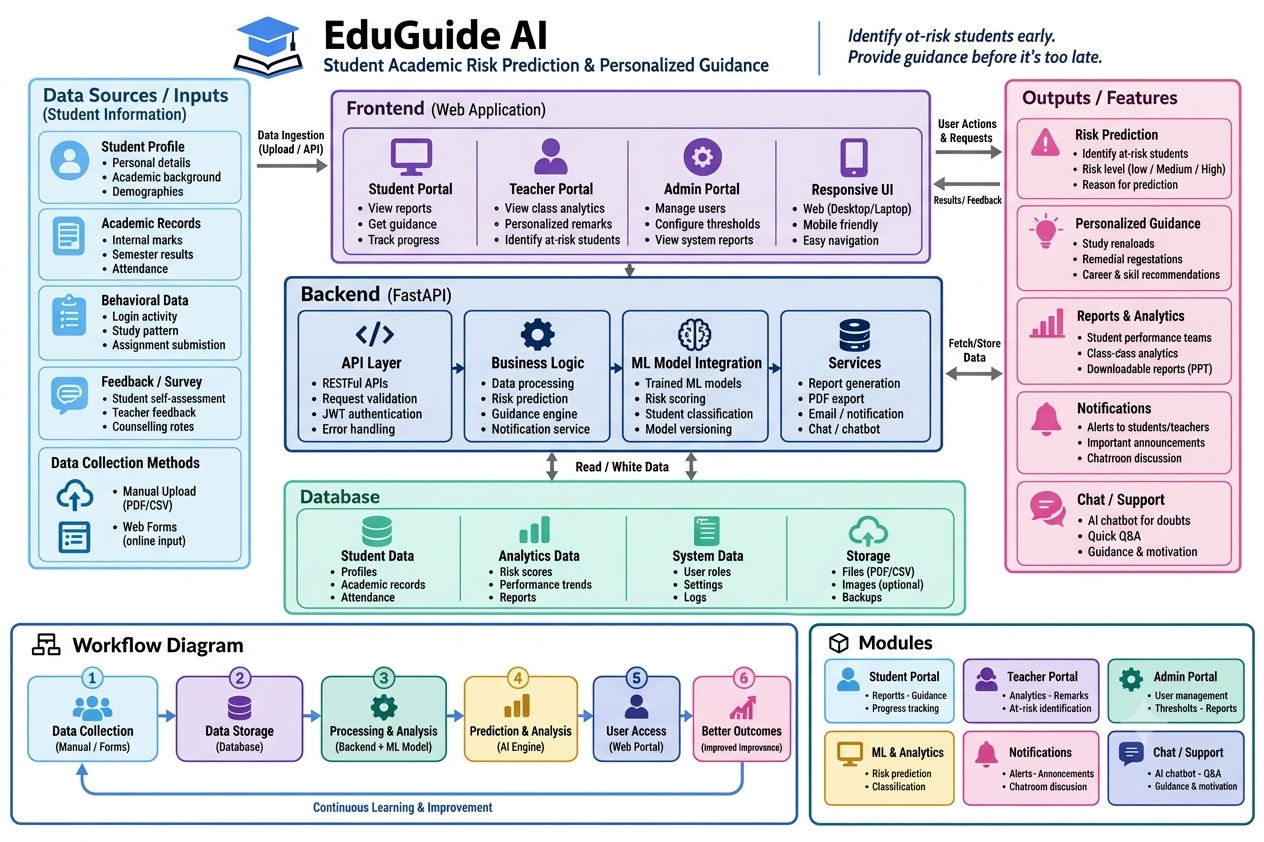 EduGuide AI
Student Academic Risk Prediction & Personalized Guidance
Identify ot-risk students early.
Provide guidance before it's too late.
Data Sources / Inputs
(Student Information)
Student Profile
• Personal details
• Academic background
• Demographies
Academic Records
• Internal marks
• Semester results
• Attendance
Behavioral Data
• Login activity
• Study pattern
• Assignment submistion
Feedback / Survey
• Student self-assessment
• Teacher feedback
• Counselling rotes
Data Collection Methods
• Manual Upload
(PDF/CSV)
• Web Forms
(online input)
Data Ingestion
(Upload / API)
Frontend (Web Application)
Student Portal
• View reports
• Get guidance
• Track progress
Teacher Portal
• View class analytics
• Personalized remarks
• Identify at-risk students
Admin Portal
• Manage users
• Configure thresholds
• View system reports
Responsive UI
• Web (Desktop/Laptop)
• Mobile friendly
• Easy navigation
User Actions
& Requests
Results/ Feedback
Backend (FastAPI)
API Layer
• RESTFul APIs
• Request validation
• JWT authentication
• Error handling
Business Logic
• Data processing
• Risk prediction
• Guidance engine
• Notification service
ML Model Integration
• Trained ML models
• Risk scoring
• Student classification
• Model versioning
Services
• Report generation
• PDF export
• Email / notification
• Chat / chatbot
Fetch/Store
Data
Read / White Data
Database
Student Data
• Profiles
• Academic records
• Attendance
Analytics Data
• Risk scores
• Performance trends
• Reports
System Data
• User roles
• Settings
• Logs
Storage
• Files (PDF/CSV)
• Images (optional)
• Backups
Outputs / Features
Risk Prediction
• Identify at-risk students
• Risk level (low / Medium / High)
• Reason for prediction
Personalized Guidance
• Study renaloads
• Remedial regestations
• Career & skil recommendations
Reports & Analytics
• Student performance teams
• Class-dass analytics
• Downloadable reports (PPT)
Notifications
• Alerts to students/teachers
• Important announcements
• Chatrroon discussion
Chat / Support
• AI chatbot for doubts
• Quick Q&A
• Guidance & motivation
Workflow Diagram
1
Data Collection
(Manual / Forms)
2
Data Storage
(Database)
3
Processing & Analysis
(Backend + ML Model)
4
Prediction & Analysis
(AI Engine)
5
User Access
(Web Portal)
6
Better Outcomes
(improved improvance)
Continuous Learning & Improvement
Modules
Student Portal
• Reportts - Guidance
• Progress tracking
Teacher Portal
• Analytics - Remarks
• At-risk identification
Admin Portal
• User management
• Thresholds - Reports
ML & Analytics
• Risk prediction
• Classilication
Notifications
• Alerts- Annoncements
• Chatroom discusion
Chat / Support
• AI chatbot - Q&A
• Guidance & motivation